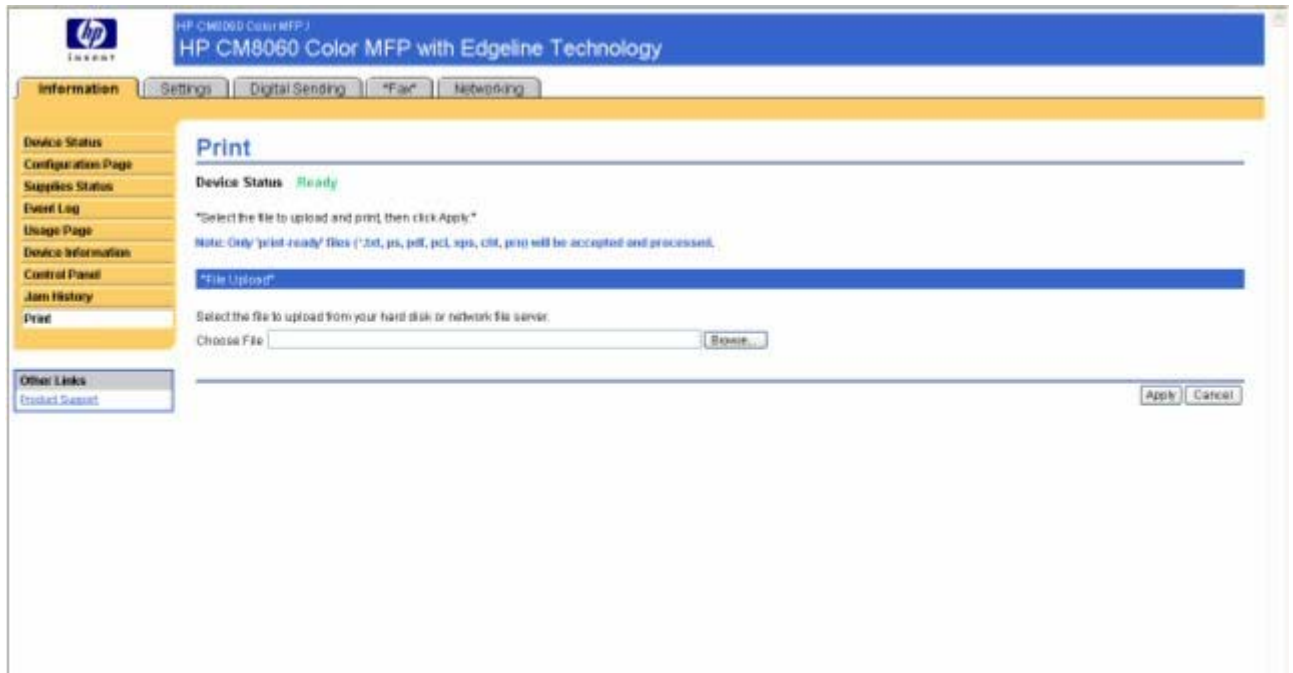 hp
invent
HP CM8060 Color MFP /
HP CM8060 Color MFP with Edgeline Technology
Information
Settings
Digital Sending
*Fax*
Networking
Device Status
Configuration Page
Supplies Status
Event Log
Usage Page
Device Information
Control Panel
Jam History
Print
Other Links
Product Support
Print
Device Status Ready
*Select the file to upload and print, then click Apply.*
Note: Only 'print-ready' files (*.txt, ps, pdf, pcl, xps, cht, prn) will be accepted and processed.
*File Upload*
Select the file to upload from your hard disk or network file server.
Choose File Browse...
Apply Cancel